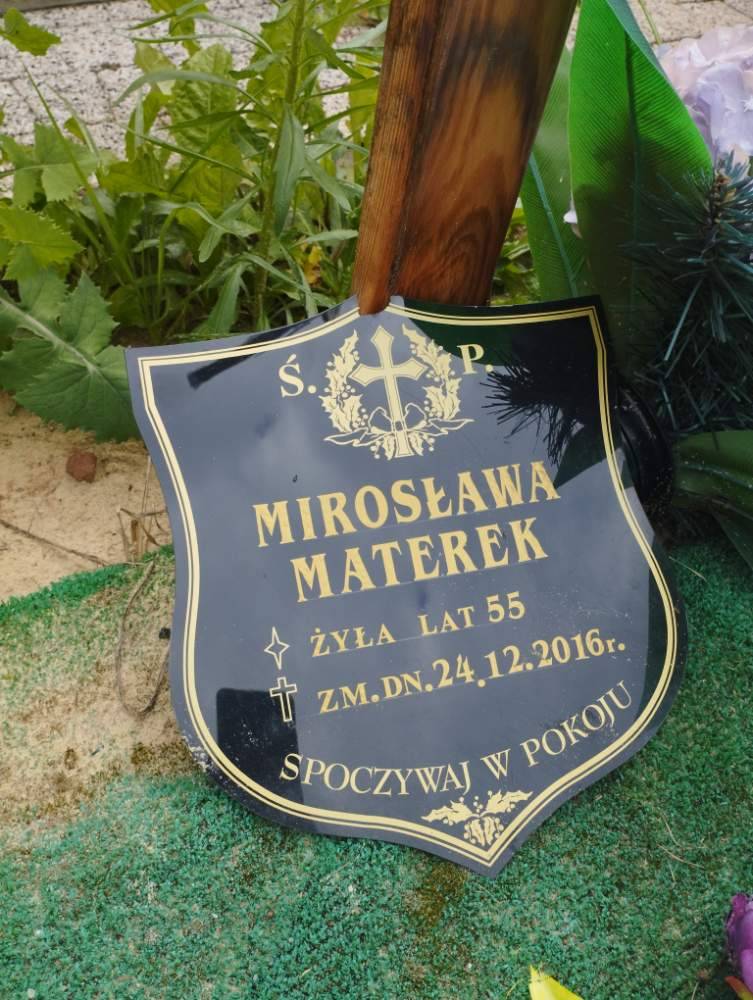 Ś. P.
MIROSŁAWA
MATEREK
ŻYŁA LAT 55
ZM.DN.24.12.2016r.
SPOCZYWAJ W POKOJU